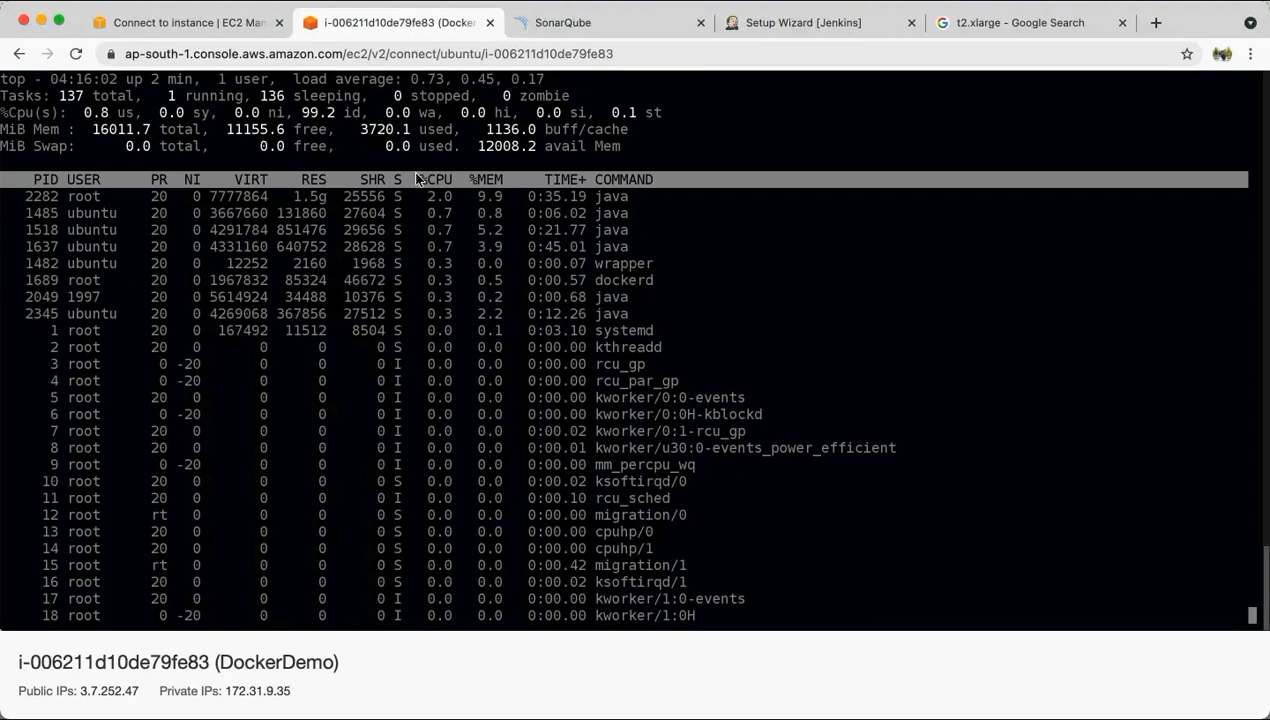 Connect to instance | EC2 Man
i-006211d10de79fe83 (Docker
SonarQube
Setup Wizard [Jenkins]
t2.xlarge - Google Search
ap-south-1.console.aws.amazon.com/ec2/v2/connect/ubuntu/i-006211d10de79fe83
top - 04:16:02 up 2 min,  1 user,  load average: 0.73, 0.45, 0.17
Tasks: 137 total,   1 running, 136 sleeping,   0 stopped,   0 zombie
%Cpu(s):  0.8 us,  0.0 sy,  0.0 ni, 99.2 id,  0.0 wa,  0.0 hi,  0.0 si,  0.1 st
MiB Mem :  16011.7 total,  11155.6 free,   3720.1 used,   1136.0 buff/cache
MiB Swap:      0.0 total,      0.0 free,      0.0 used.  12008.2 avail Mem
PID USER PR NI VIRT RES SHR S %CPU %MEM TIME+ COMMAND
2282 root 20 0 7777864 1.5g 25556 S 2.0 9.9 0:35.19 java
1485 ubuntu 20 0 3667660 131860 27604 S 0.7 0.8 0:06.02 java
1518 ubuntu 20 0 4291784 851476 29656 S 0.7 5.2 0:21.77 java
1637 ubuntu 20 0 4331160 640752 28628 S 0.7 3.9 0:45.01 java
1482 ubuntu 20 0 12252 2160 1968 S 0.3 0.0 0:00.07 wrapper
1689 root 20 0 1967832 85324 46672 S 0.3 0.5 0:00.57 dockerd
2049 1997 20 0 5614924 34488 10376 S 0.3 0.2 0:00.68 java
2345 ubuntu 20 0 4269068 367856 27512 S 0.3 2.2 0:12.26 java
1 root 20 0 167492 11512 8504 S 0.0 0.1 0:03.10 systemd
2 root 20 0 0 0 0 S 0.0 0.0 0:00.00 kthreadd
3 root 0 -20 0 0 0 I 0.0 0.0 0:00.00 rcu_gp
4 root 0 -20 0 0 0 I 0.0 0.0 0:00.00 rcu_par_gp
5 root 20 0 0 0 0 I 0.0 0.0 0:00.00 kworker/0:0-events
6 root 0 -20 0 0 0 I 0.0 0.0 0:00.00 kworker/0:0H-kblockd
7 root 20 0 0 0 0 I 0.0 0.0 0:00.02 kworker/0:1-rcu_gp
8 root 20 0 0 0 0 I 0.0 0.0 0:00.01 kworker/u30:0-events_power_efficient
9 root 0 -20 0 0 0 I 0.0 0.0 0:00.00 mm_percpu_wq
10 root 20 0 0 0 0 S 0.0 0.0 0:00.02 ksoftirqd/0
11 root 20 0 0 0 0 I 0.0 0.0 0:00.10 rcu_sched
12 root rt 0 0 0 0 S 0.0 0.0 0:00.00 migration/0
13 root 20 0 0 0 0 S 0.0 0.0 0:00.00 cpuhp/0
14 root 20 0 0 0 0 S 0.0 0.0 0:00.00 cpuhp/1
15 root rt 0 0 0 0 S 0.0 0.0 0:00.42 migration/1
16 root 20 0 0 0 0 S 0.0 0.0 0:00.02 ksoftirqd/1
17 root 20 0 0 0 0 I 0.0 0.0 0:00.00 kworker/1:0-events
18 root 0 -20 0 0 0 I 0.0 0.0 0:00.00 kworker/1:0H
i-006211d10de79fe83 (DockerDemo)
Public IPs: 3.7.252.47 Private IPs: 172.31.9.35